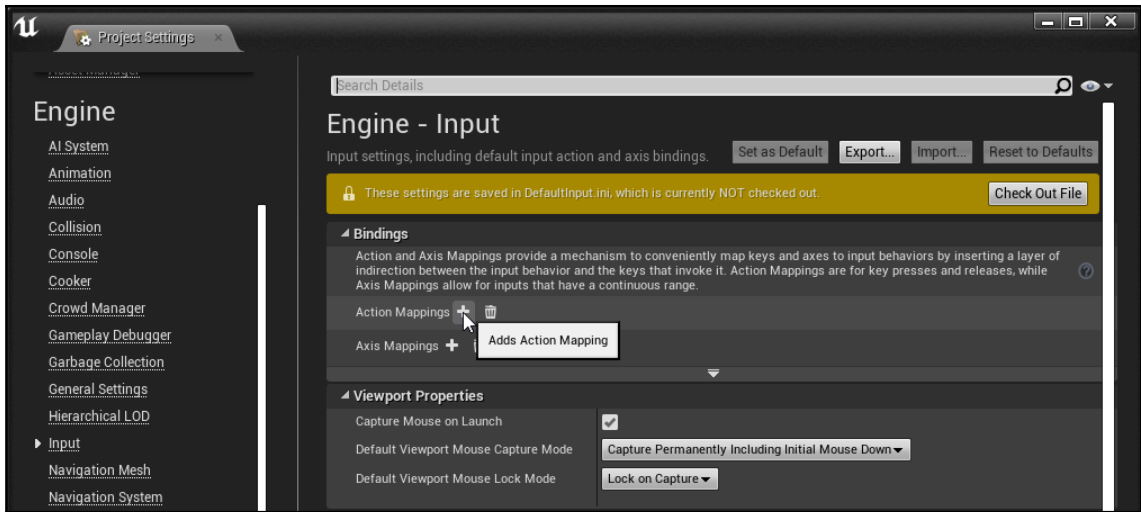 Project Settings
Asset Manager
Engine
AI System
Animation
Audio
Collision
Console
Cooker
Crowd Manager
Gameplay Debugger
Garbage Collection
General Settings
Hierarchical LOD
Input
Navigation Mesh
Navigation System
Search Details
Engine - Input
Input settings, including default input action and axis bindings.
Set as Default
Export...
Import...
Reset to Defaults
These settings are saved in DefaultInput.ini, which is currently NOT checked out.
Check Out File
Bindings
Action and Axis Mappings provide a mechanism to conveniently map keys and axes to input behaviors by inserting a layer of
indirection between the input behavior and the keys that invoke it. Action Mappings are for key presses and releases, while
Axis Mappings allow for inputs that have a continuous range.
Action Mappings
Adds Action Mapping
Axis Mappings
Viewport Properties
Capture Mouse on Launch
Default Viewport Mouse Capture Mode
Capture Permanently Including Initial Mouse Down
Default Viewport Mouse Lock Mode
Lock on Capture